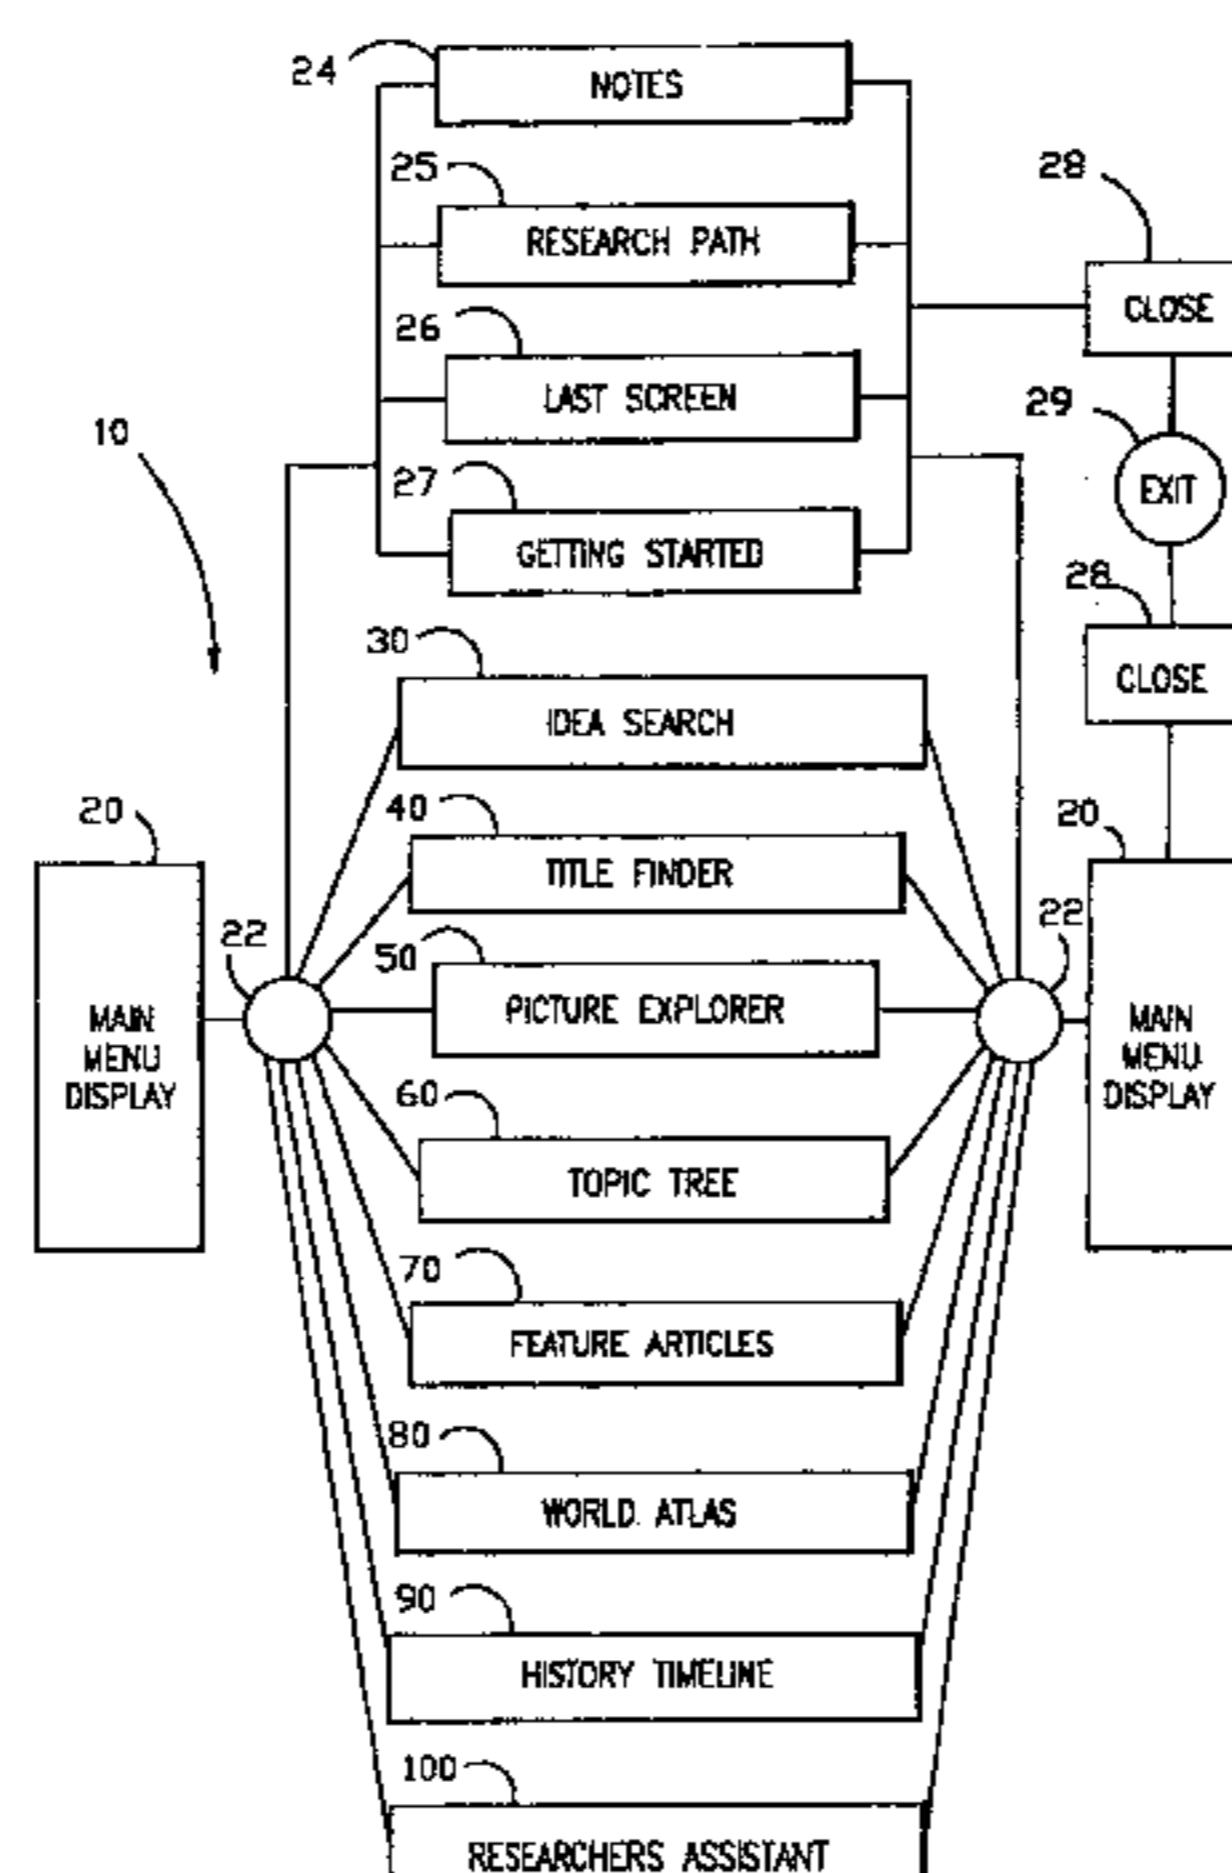 24
NOTES
25
RESEARCH PATH
28
CLOSE
26
LAST SCREEN
29
EXIT
10
27
GETTING STARTED
28
CLOSE
30
IDEA SEARCH
20
40
TITLE FINDER
20
22
50
22
PICTURE EXPLORER
MAIN
MENU
DISPLAY
MAIN
MENU
DISPLAY
60
TOPIC TREE
70
FEATURE ARTICLES
80
WORLD ATLAS
90
HISTORY TIMELINE
100
RESEARCHERS ASSISTANT